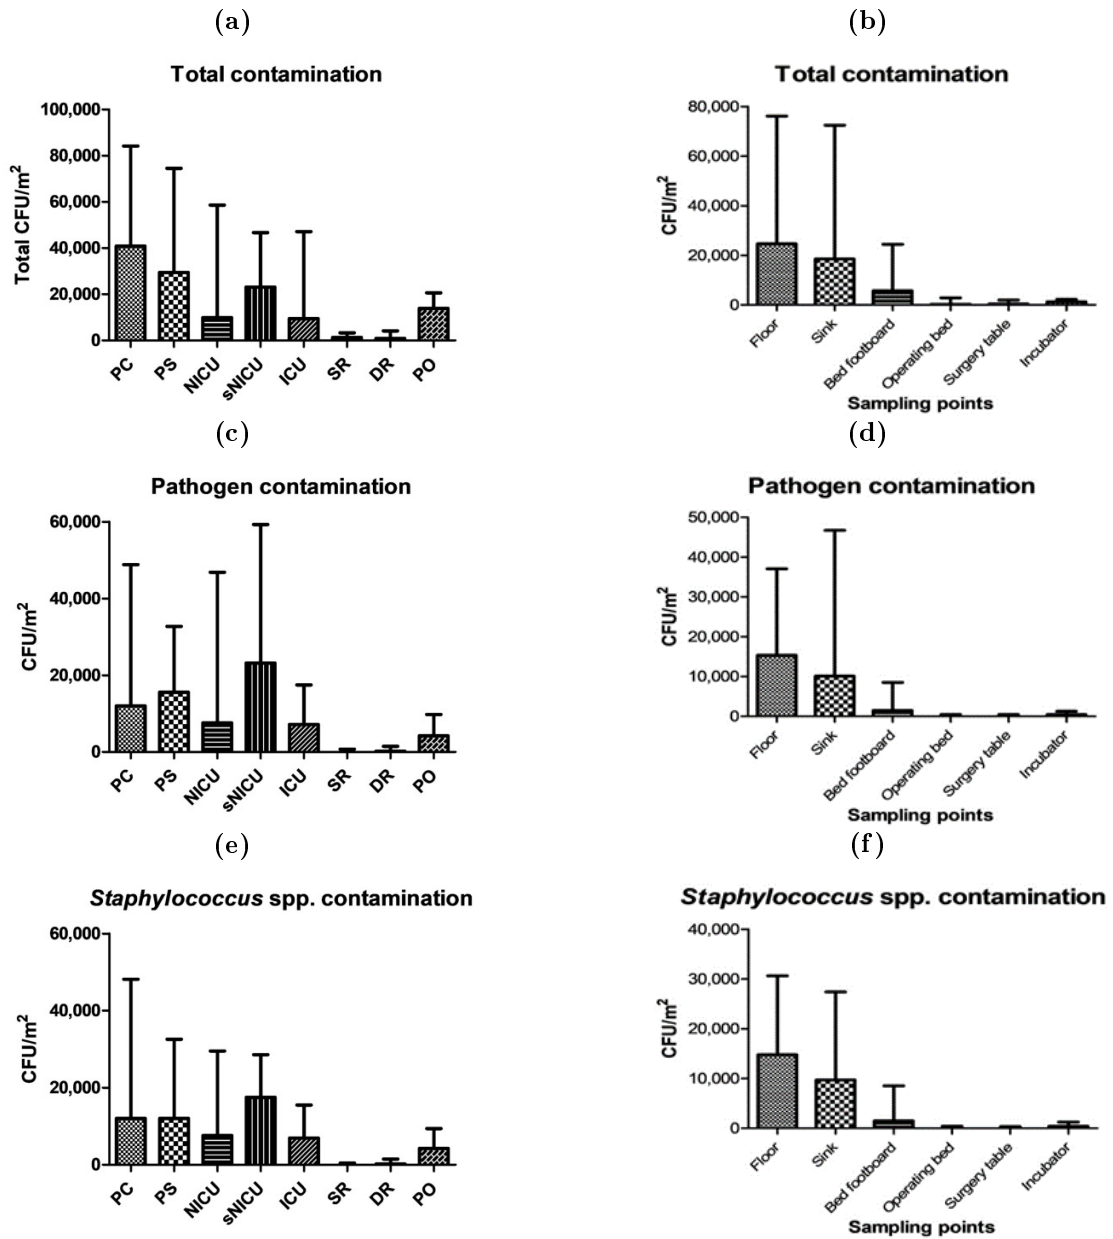 (a)
Total contamination
Total CFU/m²
100,000
80,000
60,000
40,000
20,000
0
PC
PS
NICU
sNICU
ICU
SR
DR
PO
(b)
Total contamination
CFU/m²
80,000
60,000
40,000
20,000
0
Floor
Sink
Bed footboard
Operating bed
Surgery table
Incubator
Sampling points
(c)
Pathogen contamination
CFU/m²
60,000
40,000
20,000
0
PC
PS
NICU
sNICU
ICU
SR
DR
PO
(d)
Pathogen contamination
CFU/m²
50,000
40,000
30,000
20,000
10,000
0
Floor
Sink
Bed footboard
Operating bed
Surgery table
Incubator
Sampling points
(e)
Staphylococcus spp. contamination
CFU/m²
60,000
40,000
20,000
0
PC
PS
NICU
sNICU
ICU
SR
DR
PO
(f)
Staphylococcus spp. contamination
CFU/m²
40,000
30,000
20,000
10,000
0
Floor
Sink
Bed footboard
Operating bed
Surgery table
Incubator
Sampling points